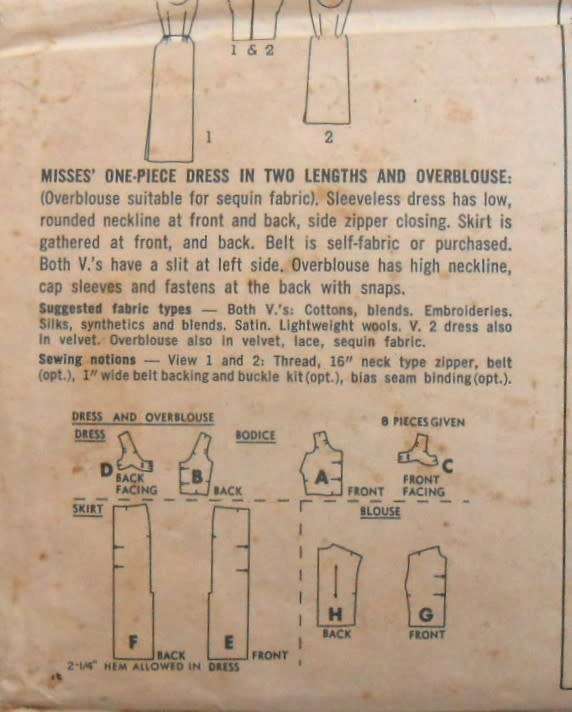 1 & 2
1
2
MISSES' ONE-PIECE DRESS IN TWO LENGTHS AND OVERBLOUSE:
(Overblouse suitable for sequin fabric). Sleeveless dress has low,
rounded neckline at front and back, side zipper closing. Skirt is
gathered at front, and back. Belt is self-fabric or purchased.
Both V.'s have a slit at left side. Overblouse has high neckline,
cap sleeves and fastens at the back with snaps.
Suggested fabric types — Both V.'s: Cottons, blends. Embroideries.
Silks, synthetics and blends. Satin. Lightweight wools. V. 2 dress also
in velvet. Overblouse also in velvet, lace, sequin fabric.
Sewing notions — View 1 and 2: Thread, 16" neck type zipper, belt
(opt.), 1" wide belt backing and buckle kit (opt.), bias seam binding (opt.).
DRESS AND OVERBLOUSE
8 PIECES GIVEN
DRESS
BODICE
D
BACK
FACING
B
BACK
A
FRONT
C
FRONT
FACING
SKIRT
BLOUSE
F
BACK
E
FRONT
H
BACK
G
FRONT
2-1/4" HEM ALLOWED IN DRESS